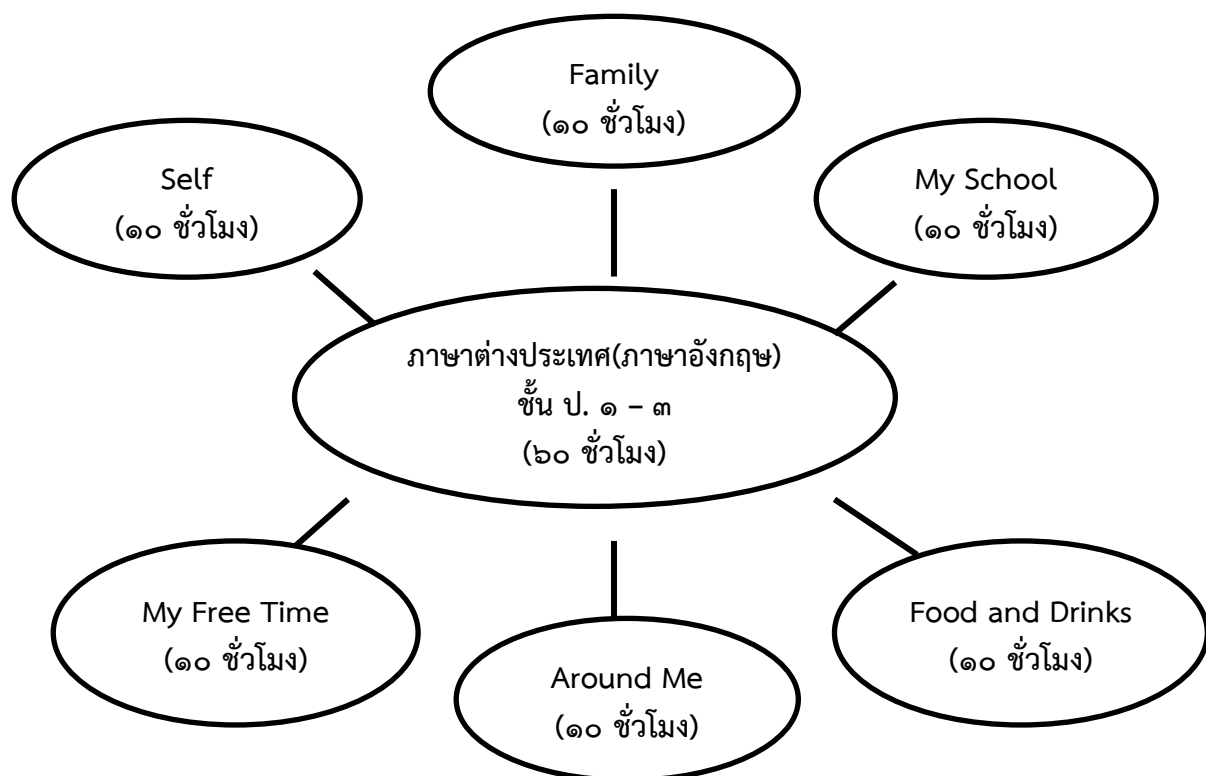 Family
(๑๐ ชั่วโมง)
Self
(๑๐ ชั่วโมง)
My School
(๑๐ ชั่วโมง)
ภาษาต่างประเทศ(ภาษาอังกฤษ)
ชั้น ป. ๑ – ๓
(๖๐ ชั่วโมง)
My Free Time
(๑๐ ชั่วโมง)
Around Me
(๑๐ ชั่วโมง)
Food and Drinks
(๑๐ ชั่วโมง)